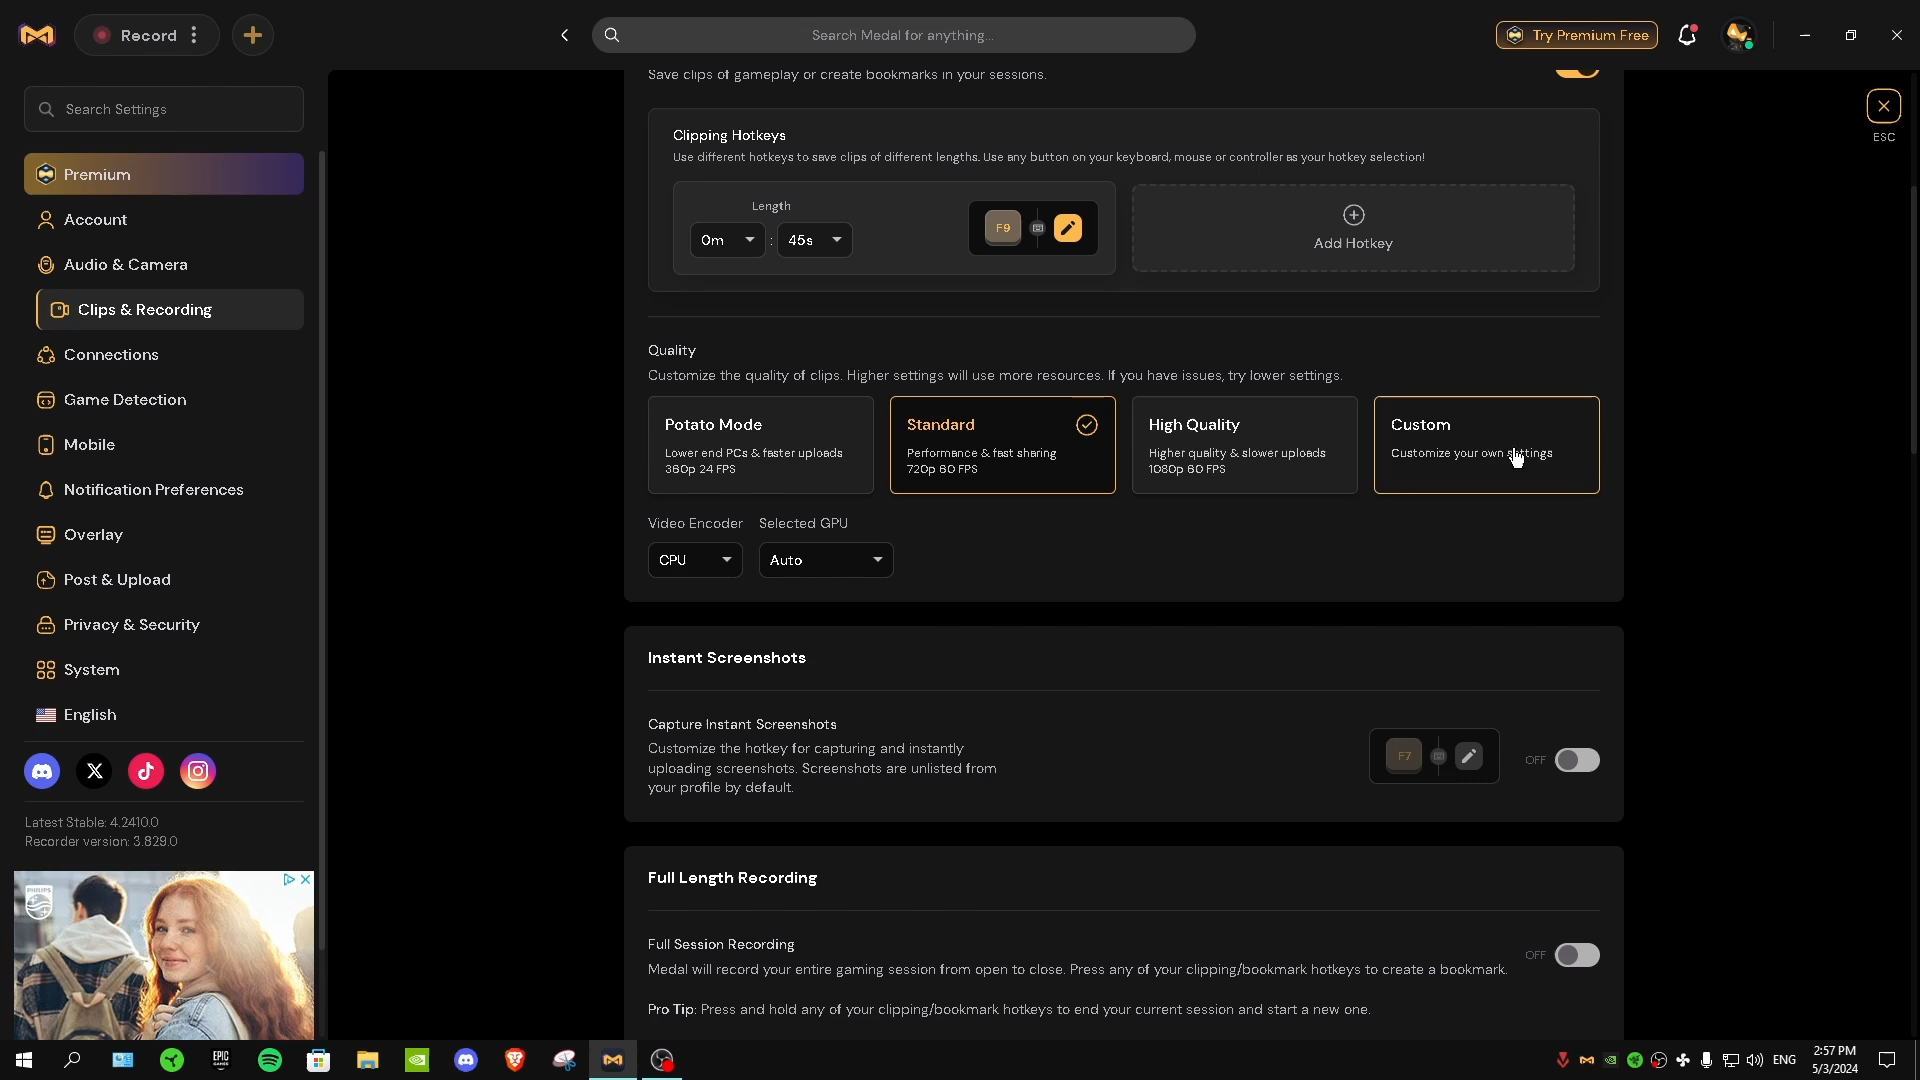 Record
Search Medal for anything...
Try Premium Free
Search Settings
Premium
Account
Audio & Camera
Clips & Recording
Connections
Game Detection
Mobile
Notification Preferences
Overlay
Post & Upload
Privacy & Security
System
English
Latest Stable: 4.2410.0
Recorder version: 3.829.0
PHILIPS
Save clips of gameplay or create bookmarks in your sessions.
ESC
Clipping Hotkeys
Use different hotkeys to save clips of different lengths. Use any button on your keyboard, mouse or controller as your hotkey selection!
Length
0m : 45s
F9
Add Hotkey
Quality
Customize the quality of clips. Higher settings will use more resources. If you have issues, try lower settings.
Potato Mode
Lower end PCs & faster uploads
360p 24 FPS
Standard
Performance & fast sharing
720p 60 FPS
High Quality
Higher quality & slower uploads
1080p 60 FPS
Custom
Customize your own settings
Video Encoder Selected GPU
CPU Auto
Instant Screenshots
Capture Instant Screenshots
Customize the hotkey for capturing and instantly
uploading screenshots. Screenshots are unlisted from
your profile by default.
F7
OFF
Full Length Recording
Full Session Recording
Medal will record your entire gaming session from open to close. Press any of your clipping/bookmark hotkeys to create a bookmark.
OFF
Pro Tip: Press and hold any of your clipping/bookmark hotkeys to end your current session and start a new one.
EPIC
GAMES
ENG
2:57 PM
5/3/2024